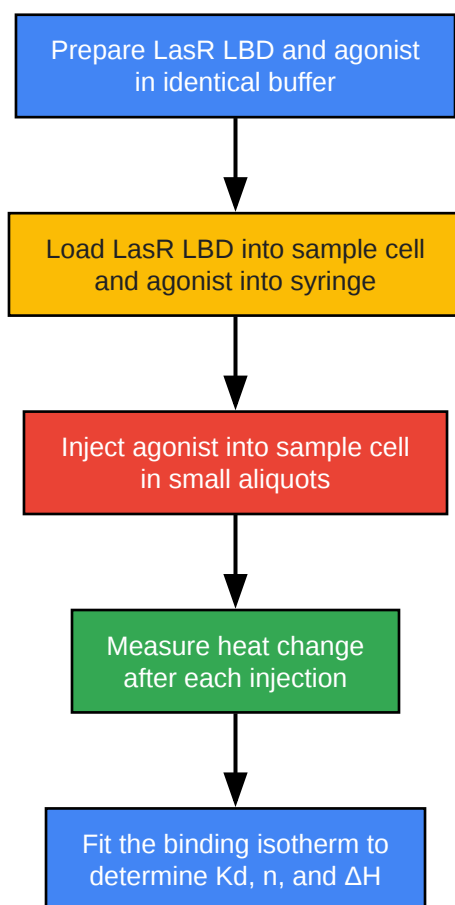 Prepare LasR LBD and agonist
in identical buffer
Load LasR LBD into sample cell
and agonist into syringe
Inject agonist into sample cell
in small aliquots
Measure heat change
after each injection
Fit the binding isotherm to
determine Kd, n, and ΔH